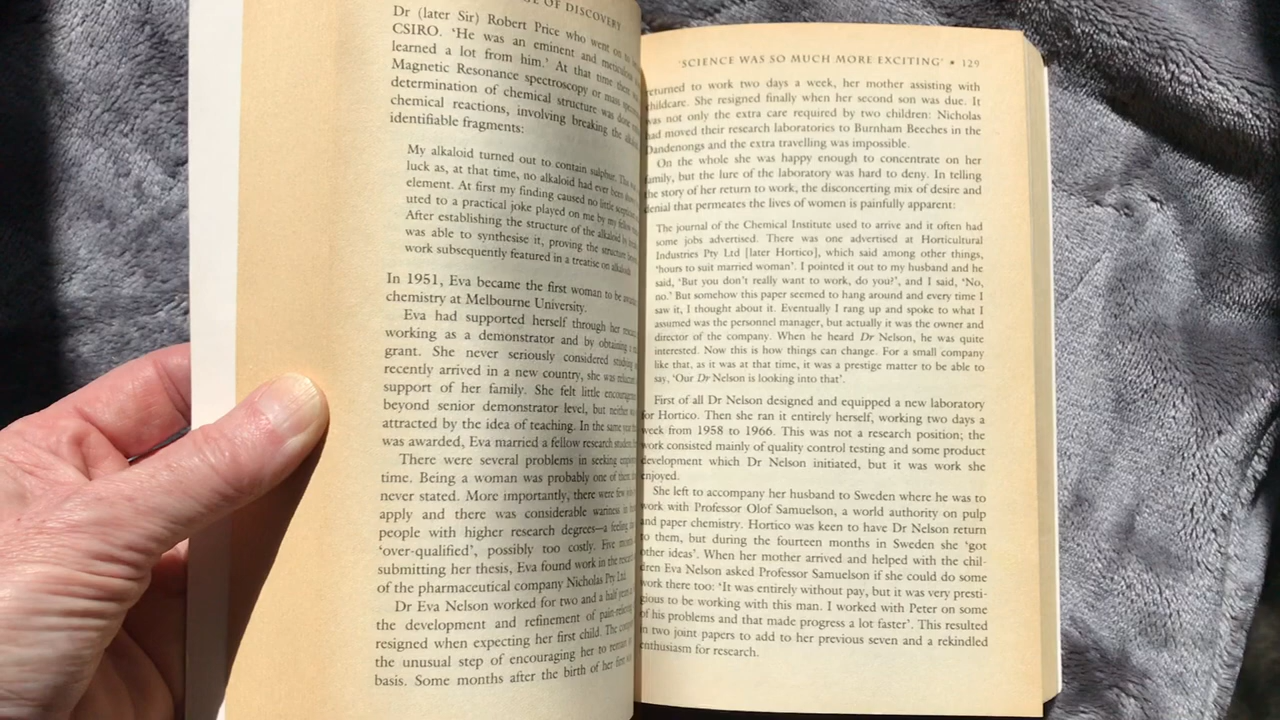 OF DISCOVERY
Dr (later Sir) Robert Price who went on to
CSIRO. 'He was an eminent and
learned a lot from him.' At that time there
Magnetic Resonance spectroscopy or mass
determination of chemical structure was done
chemical reactions, involving breaking the
identifiable fragments:
My alkaloid turned out to contain sulphur. This
luck as, at that time, no alkaloid had ever been
element. At first my finding caused no little
uted to a practical joke played on me by my fellow
After establishing the structure of the alkaloid by
was able to synthesise it, proving the structure
work subsequently featured in a treatise on alkaloids
In 1951, Eva became the first woman to be
chemistry at Melbourne University.
Eva had supported herself through her
working as a demonstrator and by obtaining a
grant. She never seriously considered
recently arrived in a new country, she was
support of her family. She felt little
beyond senior demonstrator level, but neither
attracted by the idea of teaching. In the same year
was awarded, Eva married a fellow research student,
There were several problems in seeking
time. Being a woman was probably one of them
never stated. More importantly, there were few
apply and there was considerable wariness
people with higher research degrees—a feeling
'over-qualified', possibly too costly. Five
submitting her thesis, Eva found work in the
of the pharmaceutical company Nicholas Pty Ltd.
Dr Eva Nelson worked for two and a half years
the development and refinement of
resigned when expecting her first child. The
the unusual step of encouraging her to
basis. Some months after the birth of her first
'SCIENCE WAS SO MUCH MORE EXCITING' • 129
returned to work two days a week, her mother assisting with
childcare. She resigned finally when her second son was due. It
was not only the extra care required by two children: Nicholas
had moved their research laboratories to Burnham Beeches in the
Dandenongs and the extra travelling was impossible.
On the whole she was happy enough to concentrate on her
family, but the lure of the laboratory was hard to deny. In telling
the story of her return to work, the disconcerting mix of desire and
denial that permeates the lives of women is painfully apparent:
The journal of the Chemical Institute used to arrive and it often had
some jobs advertised. There was one advertised at Horticultural
Industries Pty Ltd [later Hortico], which said among other things,
'hours to suit married woman'. I pointed it out to my husband and he
said, 'But you don't really want to work, do you?', and I said, 'No,
no.' But somehow this paper seemed to hang around and every time I
saw it, I thought about it. Eventually I rang up and spoke to what I
assumed was the personnel manager, but actually it was the owner and
director of the company. When he heard Dr Nelson, he was quite
interested. Now this is how things can change. For a small company
like that, as it was at that time, it was a prestige matter to be able to
say, 'Our Dr Nelson is looking into that'.
First of all Dr Nelson designed and equipped a new laboratory
for Hortico. Then she ran it entirely herself, working two days a
week from 1958 to 1966. This was not a research position; the
work consisted mainly of quality control testing and some product
development which Dr Nelson initiated, but it was work she
enjoyed.
She left to accompany her husband to Sweden where he was to
work with Professor Olof Samuelson, a world authority on pulp
and paper chemistry. Hortico was keen to have Dr Nelson return
to them, but during the fourteen months in Sweden she 'got
other ideas'. When her mother arrived and helped with the chil-
dren Eva Nelson asked Professor Samuelson if she could do some
work there too: 'It was entirely without pay, but it was very presti-
gious to be working with this man. I worked with Peter on some
of his problems and that made progress a lot faster'. This resulted
in two joint papers to add to her previous seven and a rekindled
enthusiasm for research.